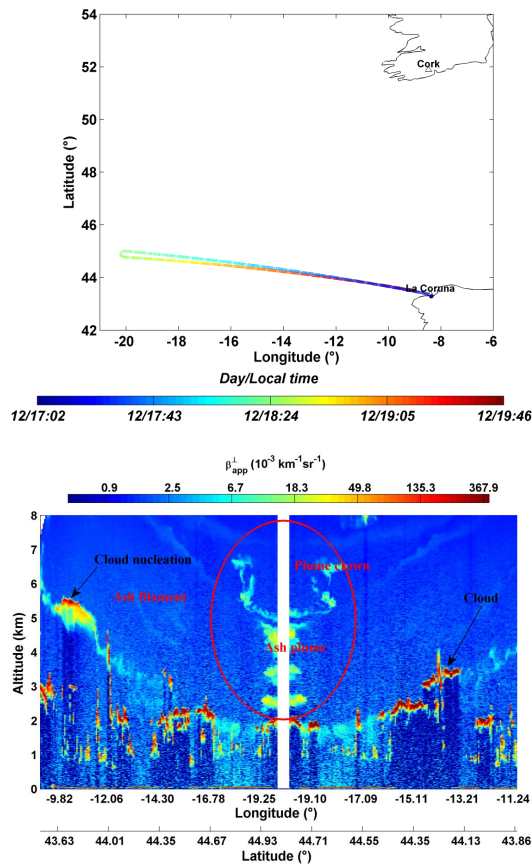 54
52
50
48
46
44
42
Latitude (°)
Cork
La Coruna
-20 -18 -16 -14 -12 -10 -8 -6
Longitude (°)
Day/Local time
12/17:02 12/17:43 12/18:24 12/19:05 12/19:46
β⊥app (10-3 km-1sr-1)
0.9 2.5 6.7 18.3 49.8 135.3 367.9
8
7
6
5
4
3
2
1
0
Altitude (km)
Cloud nucleation
Plume crown
Ash filament
Cloud
Ash plume
-9.82 -12.06 -14.30 -16.78 -19.25 -19.10 -17.09 -15.11 -13.21 -11.24
Longitude (°)
43.63 44.01 44.35 44.67 44.93 44.71 44.55 44.35 44.13 43.86
Latitude (°)